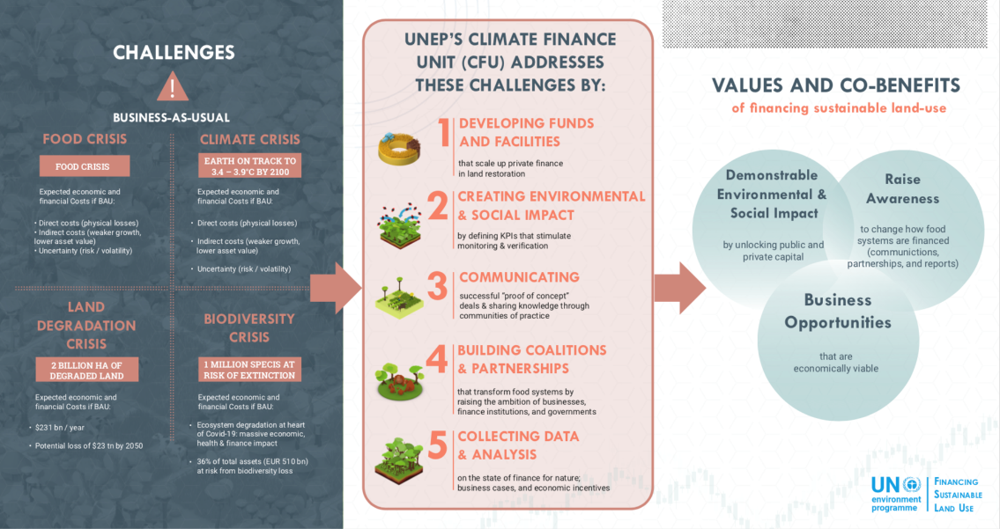 CHALLENGES
!
BUSINESS-AS-USUAL
FOOD CRISIS
FOOD CRISIS
Expected economic and
financial Costs if BAU:
• Direct costs (physical losses)
• Indirect costs (weaker growth,
lower asset value)
• Uncertainty (risk / volatility)
CLIMATE CRISIS
EARTH ON TRACK TO
3.4 – 3.9°C BY 2100
Expected economic and
financial Costs if BAU:
• Direct costs (physical losses)
• Indirect costs (weaker growth,
lower asset value)
• Uncertainty (risk / volatility)
LAND
DEGRADATION
CRISIS
2 BILLION HA OF
DEGRADED LAND
Expected economic and
financial Costs if BAU:
• $231 bn / year
• Potential loss of $23 tn by 2050
BIODIVERSITY
CRISIS
1 MILLION SPECIS AT
RISK OF EXTINCTION
Expected economic and
financial Costs if BAU:
• Ecosystem degradation at heart
of Covid-19: massive economic,
health & finance impact
• 36% of total assets (EUR 510 bn)
at risk from biodiversity loss
UNEP'S CLIMATE FINANCE
UNIT (CFU) ADDRESSES
THESE CHALLENGES BY:
1 DEVELOPING FUNDS
AND FACILITIES
that scale up private finance
in land restoration
2 CREATING ENVIRONMENTAL
& SOCIAL IMPACT
by defining KPIs that stimulate
monitoring & verification
3 COMMUNICATING
successful "proof of concept"
deals & sharing knowledge through
communities of practice
4 BUILDING COALITIONS
& PARTNERSHIPS
that transform food systems by
raising the ambition of businesses,
finance institutions, and governments
5 COLLECTING DATA
& ANALYSIS
on the state of finance for nature;
business cases, and economic incentives
VALUES AND CO-BENEFITS
of financing sustainable land-use
Demonstrable
Environmental &
Social Impact
by unlocking public and
private capital
Raise
Awareness
to change how food
systems are financed
(communictions,
partnerships, and reports)
Business
Opportunities
that are
economically viable
UN
environment
programme
FINANCING
SUSTAINABLE
LAND USE